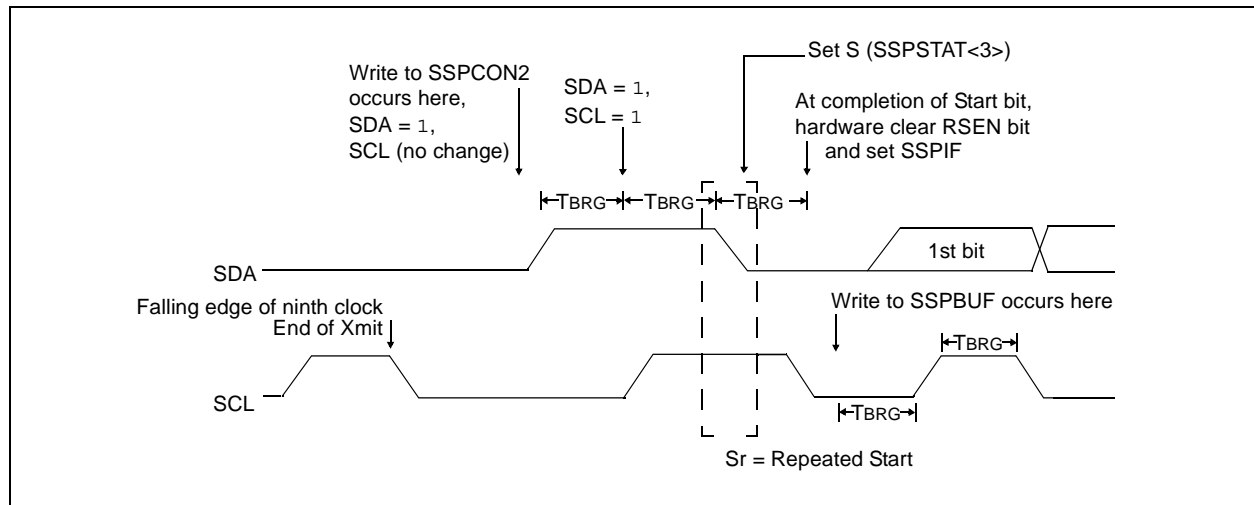 Set S (SSPSTAT<3>)
Write to SSPCON2
occurs here,
SDA = 1,
SCL (no change)
SDA = 1,
SCL = 1
At completion of Start bit,
hardware clear RSEN bit
and set SSPIF
TBRG
TBRG
TBRG
SDA
1st bit
Falling edge of ninth clock
End of Xmit
Write to SSPBUF occurs here
TBRG
SCL
TBRG
Sr = Repeated Start